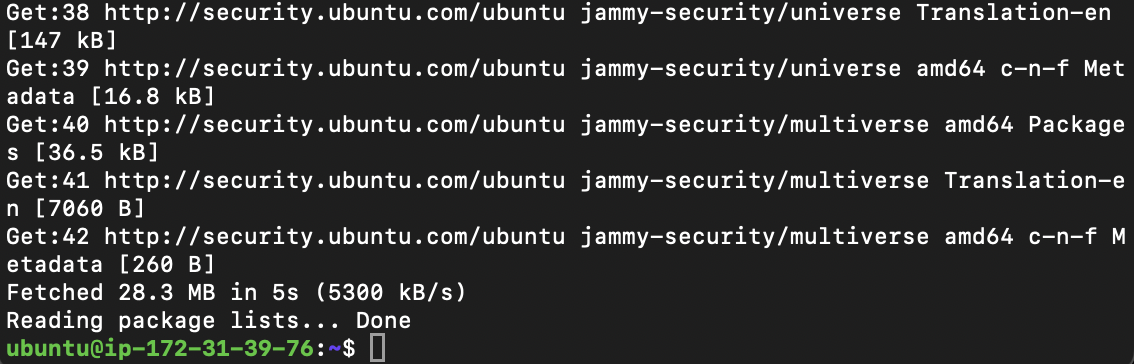 Get:38 http://security.ubuntu.com/ubuntu jammy-security/universe Translation-en
[147 kB]
Get:39 http://security.ubuntu.com/ubuntu jammy-security/universe amd64 c-n-f Met
adata [16.8 kB]
Get:40 http://security.ubuntu.com/ubuntu jammy-security/multiverse amd64 Package
s [36.5 kB]
Get:41 http://security.ubuntu.com/ubuntu jammy-security/multiverse Translation-e
n [7060 B]
Get:42 http://security.ubuntu.com/ubuntu jammy-security/multiverse amd64 c-n-f M
etadata [260 B]
Fetched 28.3 MB in 5s (5300 kB/s)
Reading package lists... Done
ubuntu@ip-172-31-39-76:~$